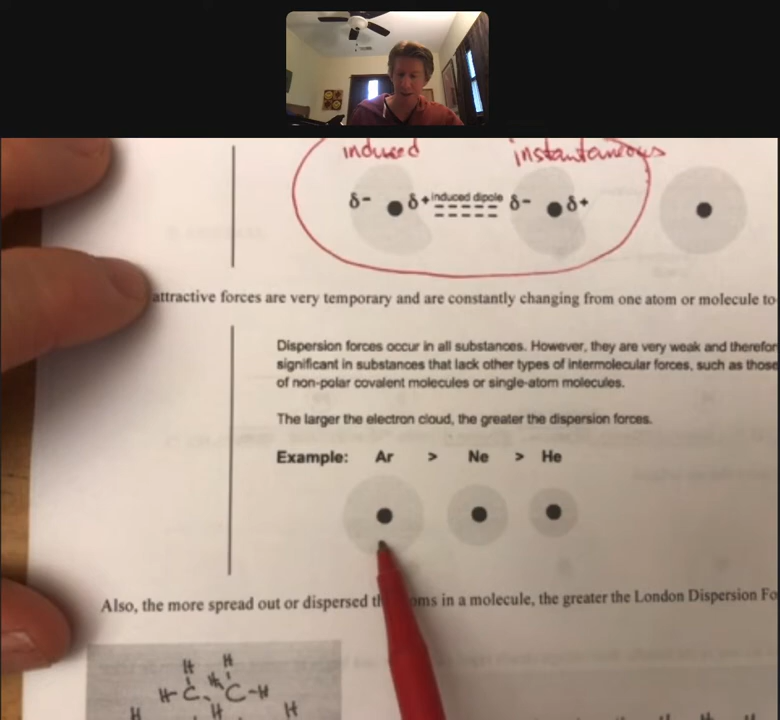 induced instantaneous
δ- δ+ induced dipole δ- δ+
attractive forces are very temporary and are constantly changing from one atom or molecule to
Dispersion forces occur in all substances. However, they are very weak and therefor
significant in substances that lack other types of intermolecular forces, such as those
of non-polar covalent molecules or single-atom molecules.
The larger the electron cloud, the greater the dispersion forces.
Example: Ar > Ne > He
Also, the more spread out or dispersed th oms in a molecule, the greater the London Dispersion Fo
H H
H-C H C-H
H H H